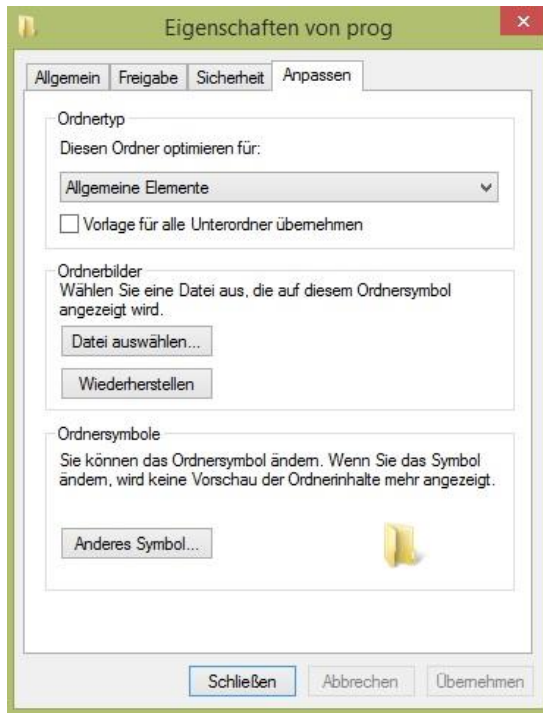 Eigenschaften von prog
Allgemein Freigabe Sicherheit Anpassen
Ordnertyp
Diesen Ordner optimieren für:
Allgemeine Elemente
Vorlage für alle Unterordner übernehmen
Ordnerbilder
Wählen Sie eine Datei aus, die auf diesem Ordnersymbol
angezeigt wird.
Datei auswählen...
Wiederherstellen
Ordnersymbole
Sie können das Ordnersymbol ändern. Wenn Sie das Symbol
ändern, wird keine Vorschau der Ordnerinhalte mehr angezeigt.
Anderes Symbol...
Schließen Abbrechen Übernehmen